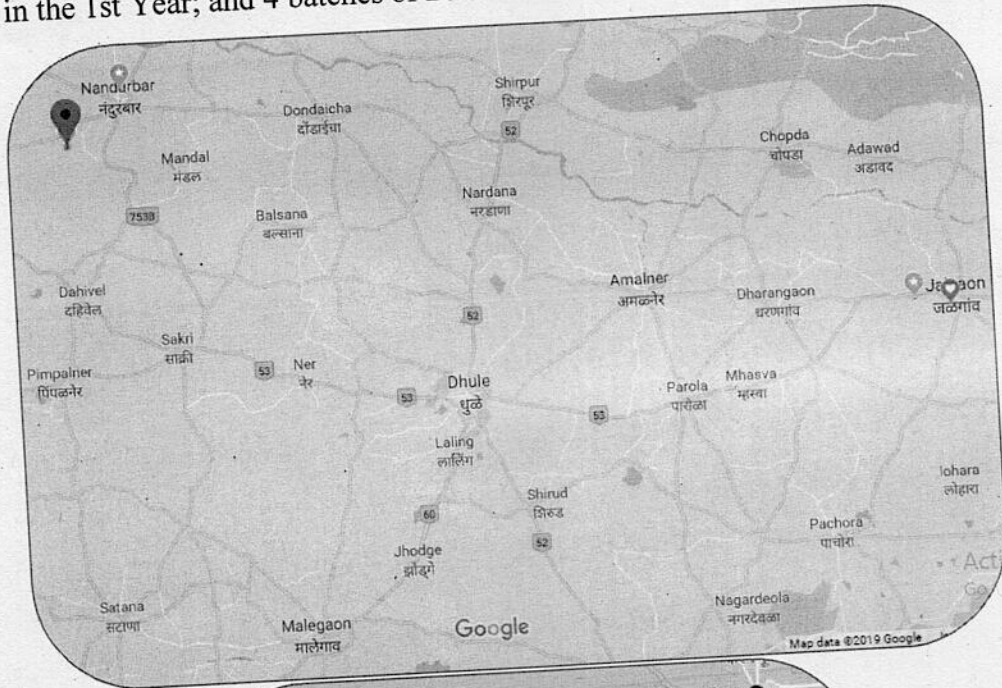 in the 1st Year; and 4 batches of
Nandurbar
नंदुरबार
Shirpur
शिरपूर
Dondaicha
दोंडाईचा
52
Chopda
चोपडा
Adawad
अडावद
Mandal
मंडल
Nardana
नरडाणा
753B
Balsana
बल्साना
Amalner
अमळनेर
Dharangaon
धरणगांव
जळगांव
Dahivel
दहिवेल
52
Sakri
साक्री
Ner
नेर
53
Pimpalner
पिंपळनेर
Dhule
धुळे
53
Parola
पारोळा
Mhasva
म्हस्वा
53
Laling
लालिंग
lohara
लोहारा
Shirud
शिरुड
60
Pachora
पाचोरा
52
Jhodge
झोड्गे
Satana
सटाणा
Malegaon
मालेगाव
Google
Nagardeola
नगरदेवळा
Map data ©2019 Google